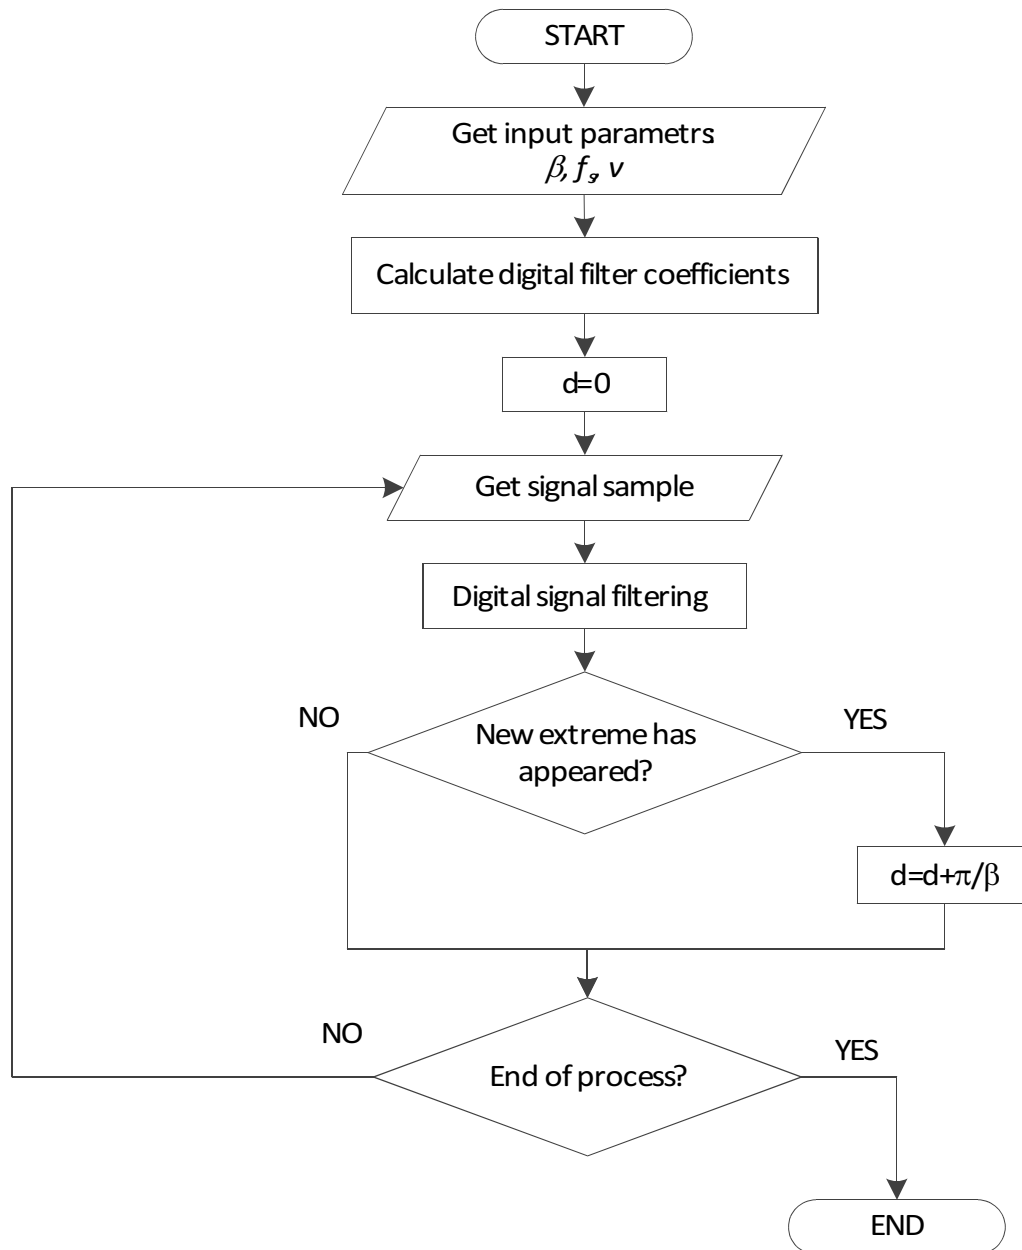 START
Get input parametrs
β, fs, v
Calculate digital filter coefficients
d=0
Get signal sample
Digital signal filtering
NO
YES
New extreme has
appeared?
d=d+π/β
NO
YES
End of process?
END